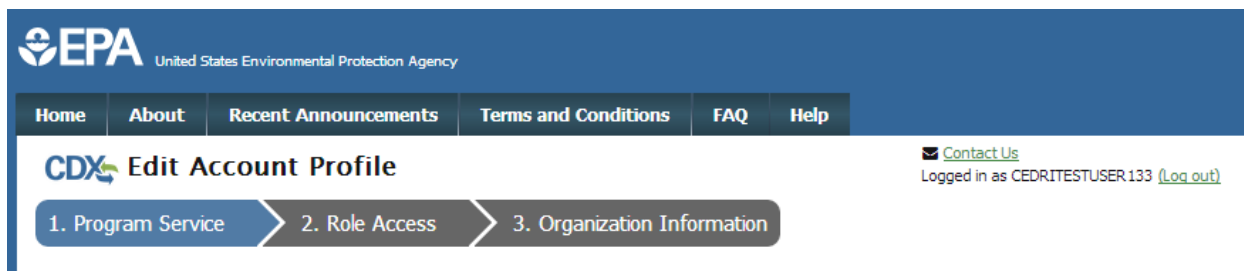 EPA United States Environmental Protection Agency
Home About Recent Announcements Terms and Conditions FAQ Help
CDX Edit Account Profile
Contact Us
Logged in as CEDRITESTUSER133 (Log out)
1. Program Service 2. Role Access 3. Organization Information